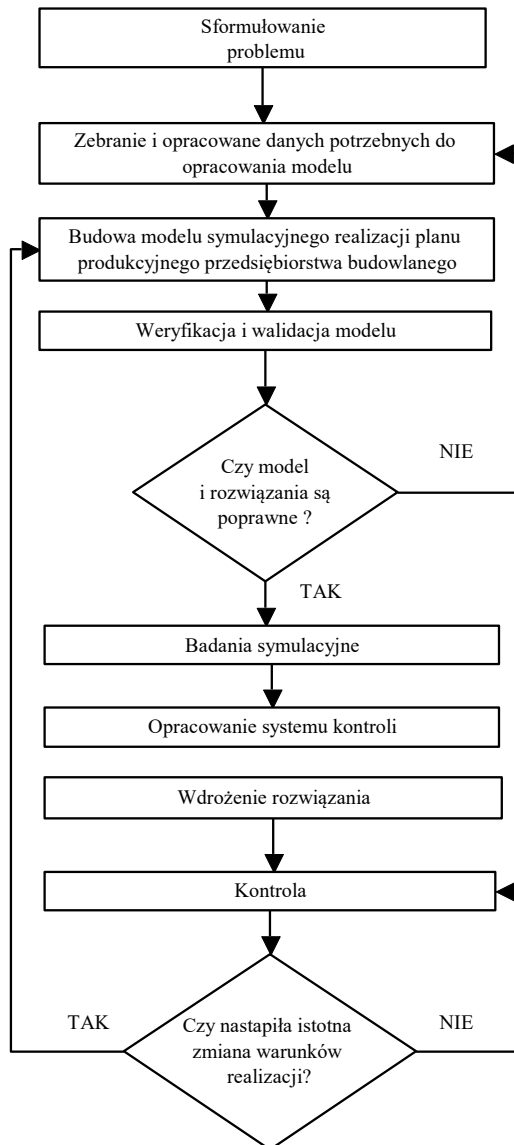 Sformułowanie
problemu
Zebranie i opracowane danych potrzebnych do
opracowania modelu
Budowa modelu symulacyjnego realizacji planu
produkcyjnego przedsiębiorstwa budowlanego
Weryfikacja i walidacja modelu
Czy model
i rozwiązania są
poprawne ?
NIE
TAK
Badania symulacyjne
Opracowanie systemu kontroli
Wdrożenie rozwiązania
Kontrola
TAK
Czy nastapiła istotna
zmiana warunków
realizacji?
NIE